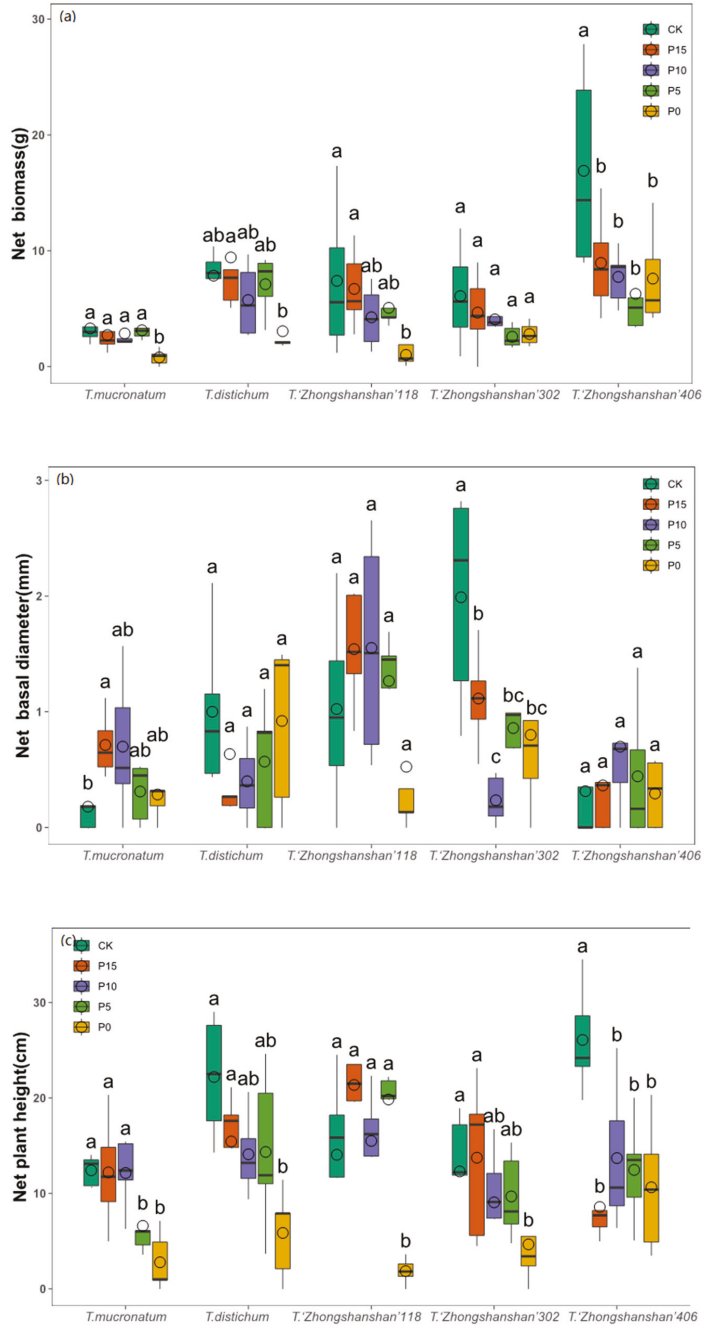 (a)
Net biomass(g)
30
20
10
0
CK
P15
P10
P5
P0
a a a a b
ab a ab ab b
a a ab ab b
a a a a a
a b b b b
T.mucronatum T.distichum T.'Zhongshanshan'118 T.'Zhongshanshan'302 T.'Zhongshanshan'406
(b)
Net basal diameter(mm)
3
2
1
0
CK
P15
P10
P5
P0
b a ab ab ab
a a a a a
a a a a a
a b c bc bc
a a a a a
T.mucronatum T.distichum T.'Zhongshanshan'118 T.'Zhongshanshan'302 T.'Zhongshanshan'406
(c)
Net plant height(cm)
30
20
10
0
CK
P15
P10
P5
P0
a a a b b
a a ab ab b
a a a a b
a a ab ab b
a b b b b
T.mucronatum T.distichum T.'Zhongshanshan'118 T.'Zhongshanshan'302 T.'Zhongshanshan'406